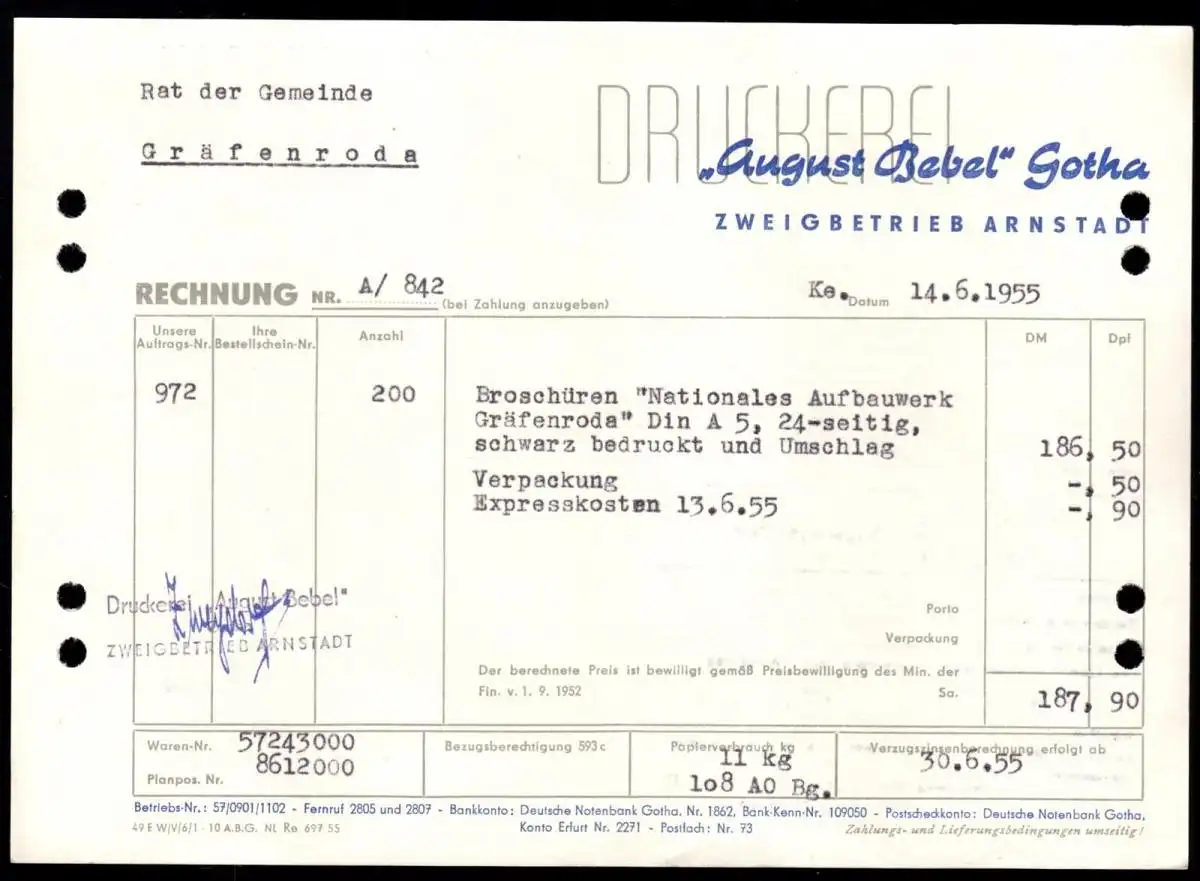 Rat der Gemeinde
Gräfenroda
DRUCKEREI
„August Bebel" Gotha
ZWEIGBETRIEB ARNSTADT
RECHNUNG NR. A/ 842 (bei Zahlung anzugeben)
Ke. Datum 14.6.1955
Unsere Auftrags-Nr. Ihre Bestellschein-Nr. Anzahl DM Dpf
972 200 Broschüren "Nationales Aufbauwerk
Gräfenroda" Din A 5, 24-seitig,
schwarz bedruckt und Umschlag 186, 50
Verpackung -, 50
Expresskosten 13.6.55 -, 90
Druckerei „August Bebel"
ZWEIGBETRIEB ARNSTADT
Porto
Verpackung
Der berechnete Preis ist bewilligt gemäß Preisbewilligung des Min. der
Fin. v. 1. 9. 1952 Sa. 187, 90
Waren-Nr. 57243000
8612000
Planpos. Nr.
Bezugsberechtigung 593c
Papierverbrauch kg
11 kg
108 A0 Bg.
Verzugszinsenberechnung erfolgt ab
30.6.55
Betriebs-Nr.: 57/0901/1102 - Fernruf 2805 und 2807 - Bankkonto: Deutsche Notenbank Gotha, Nr. 1862, Bank-Kenn-Nr. 109050 - Postscheckkonto: Deutsche Notenbank Gotha,
49 E W/V/6/1 - 10 A.B.G. NL Re 697 55 Konto Erfurt Nr. 2271 - Postfach: Nr. 73 Zahlungs- und Lieferungsbedingungen umseitig!